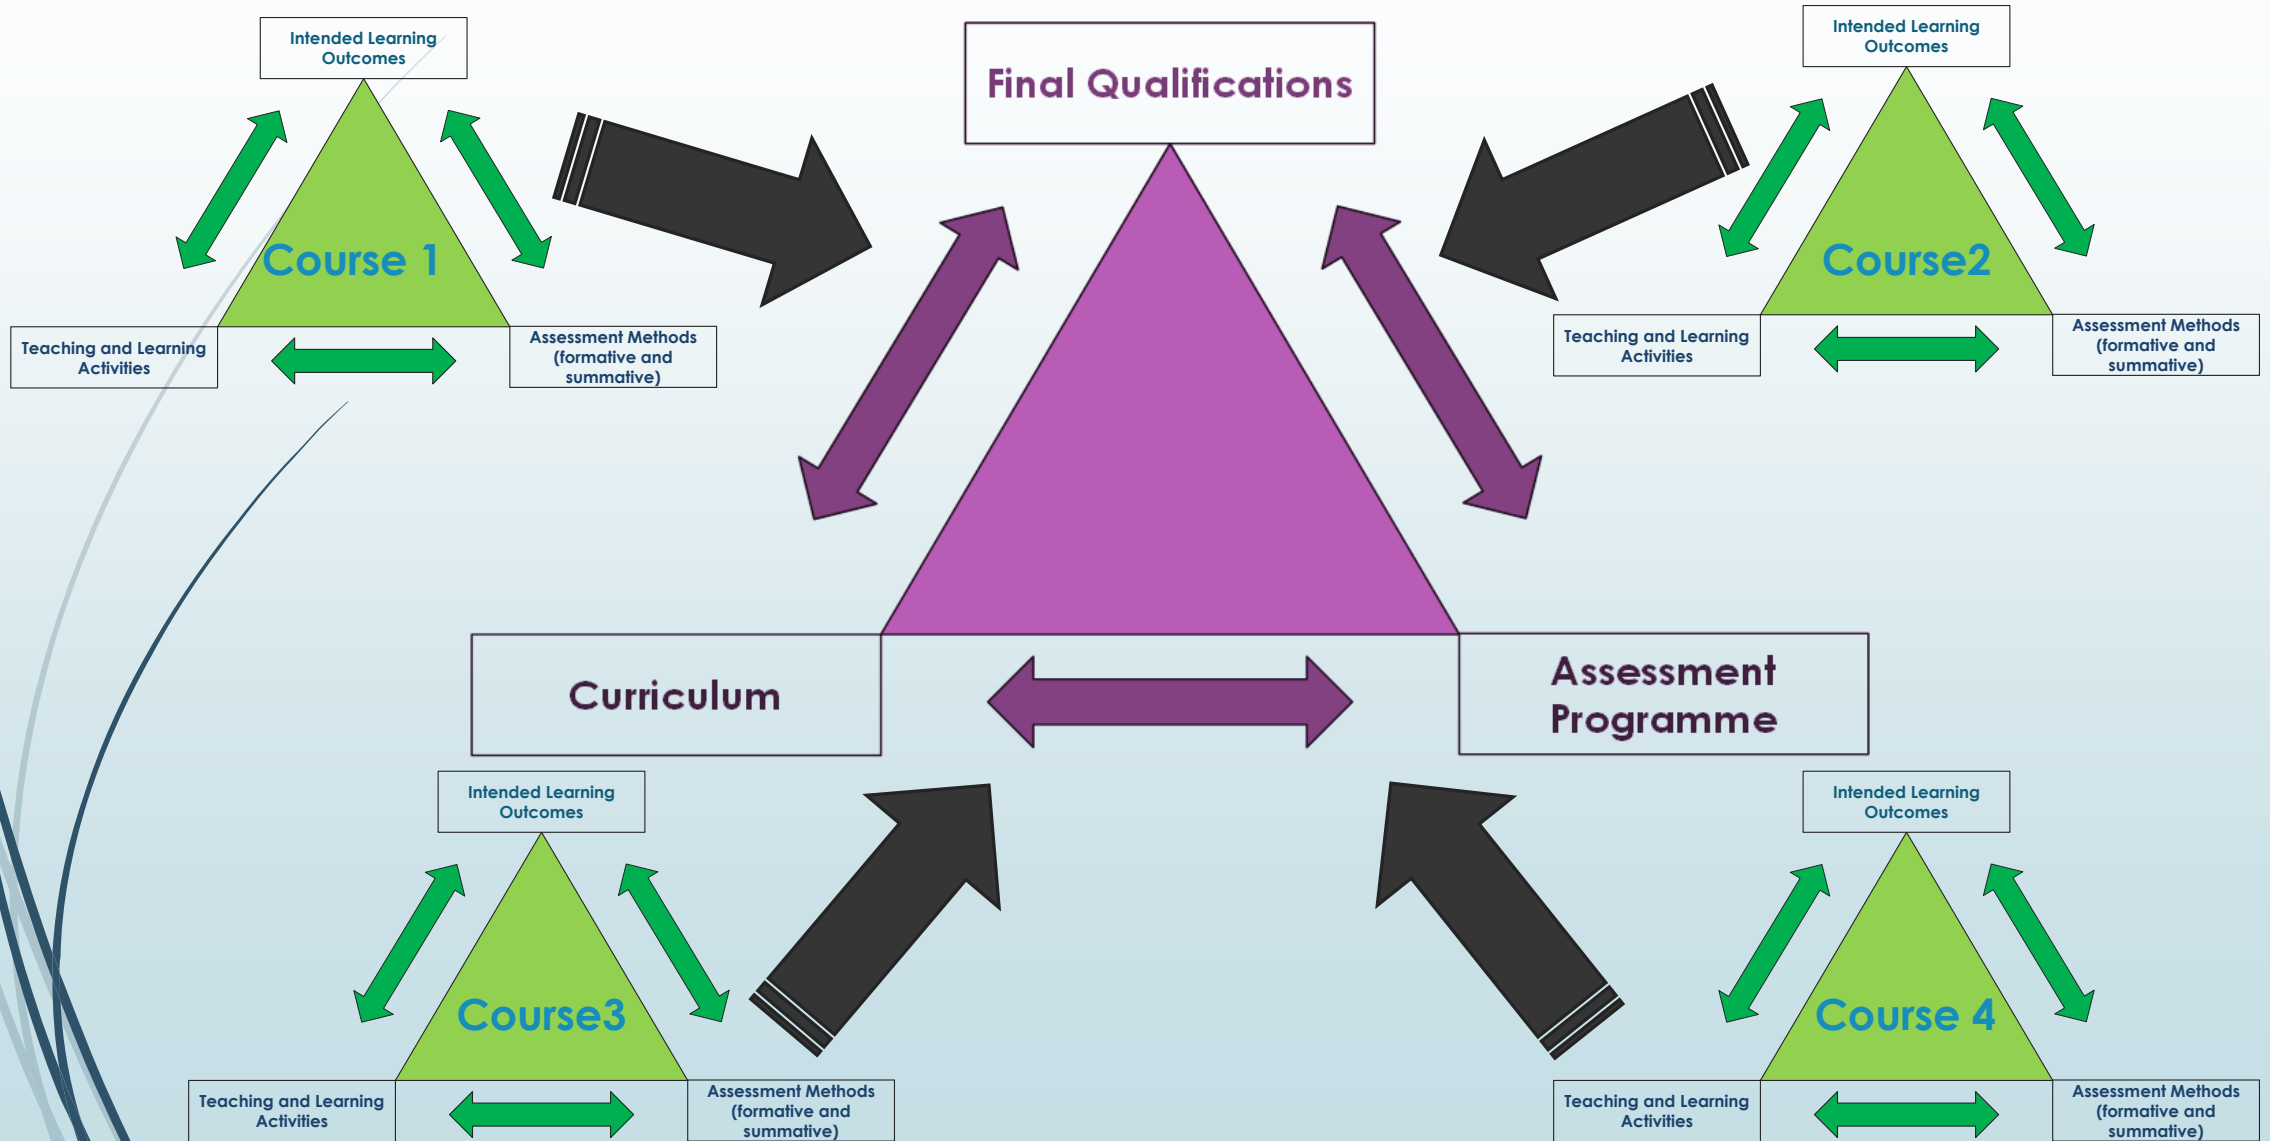 Intended Learning
Outcomes
Course 1
Teaching and Learning
Activities
Assessment Methods
(formative and
summative)
Final Qualifications
Curriculum
Assessment
Programme
Intended Learning
Outcomes
Course2
Teaching and Learning
Activities
Assessment Methods
(formative and
summative)
Intended Learning
Outcomes
Course3
Teaching and Learning
Activities
Assessment Methods
(formative and
summative)
Intended Learning
Outcomes
Course 4
Teaching and Learning
Activities
Assessment Methods
(formative and
summative)